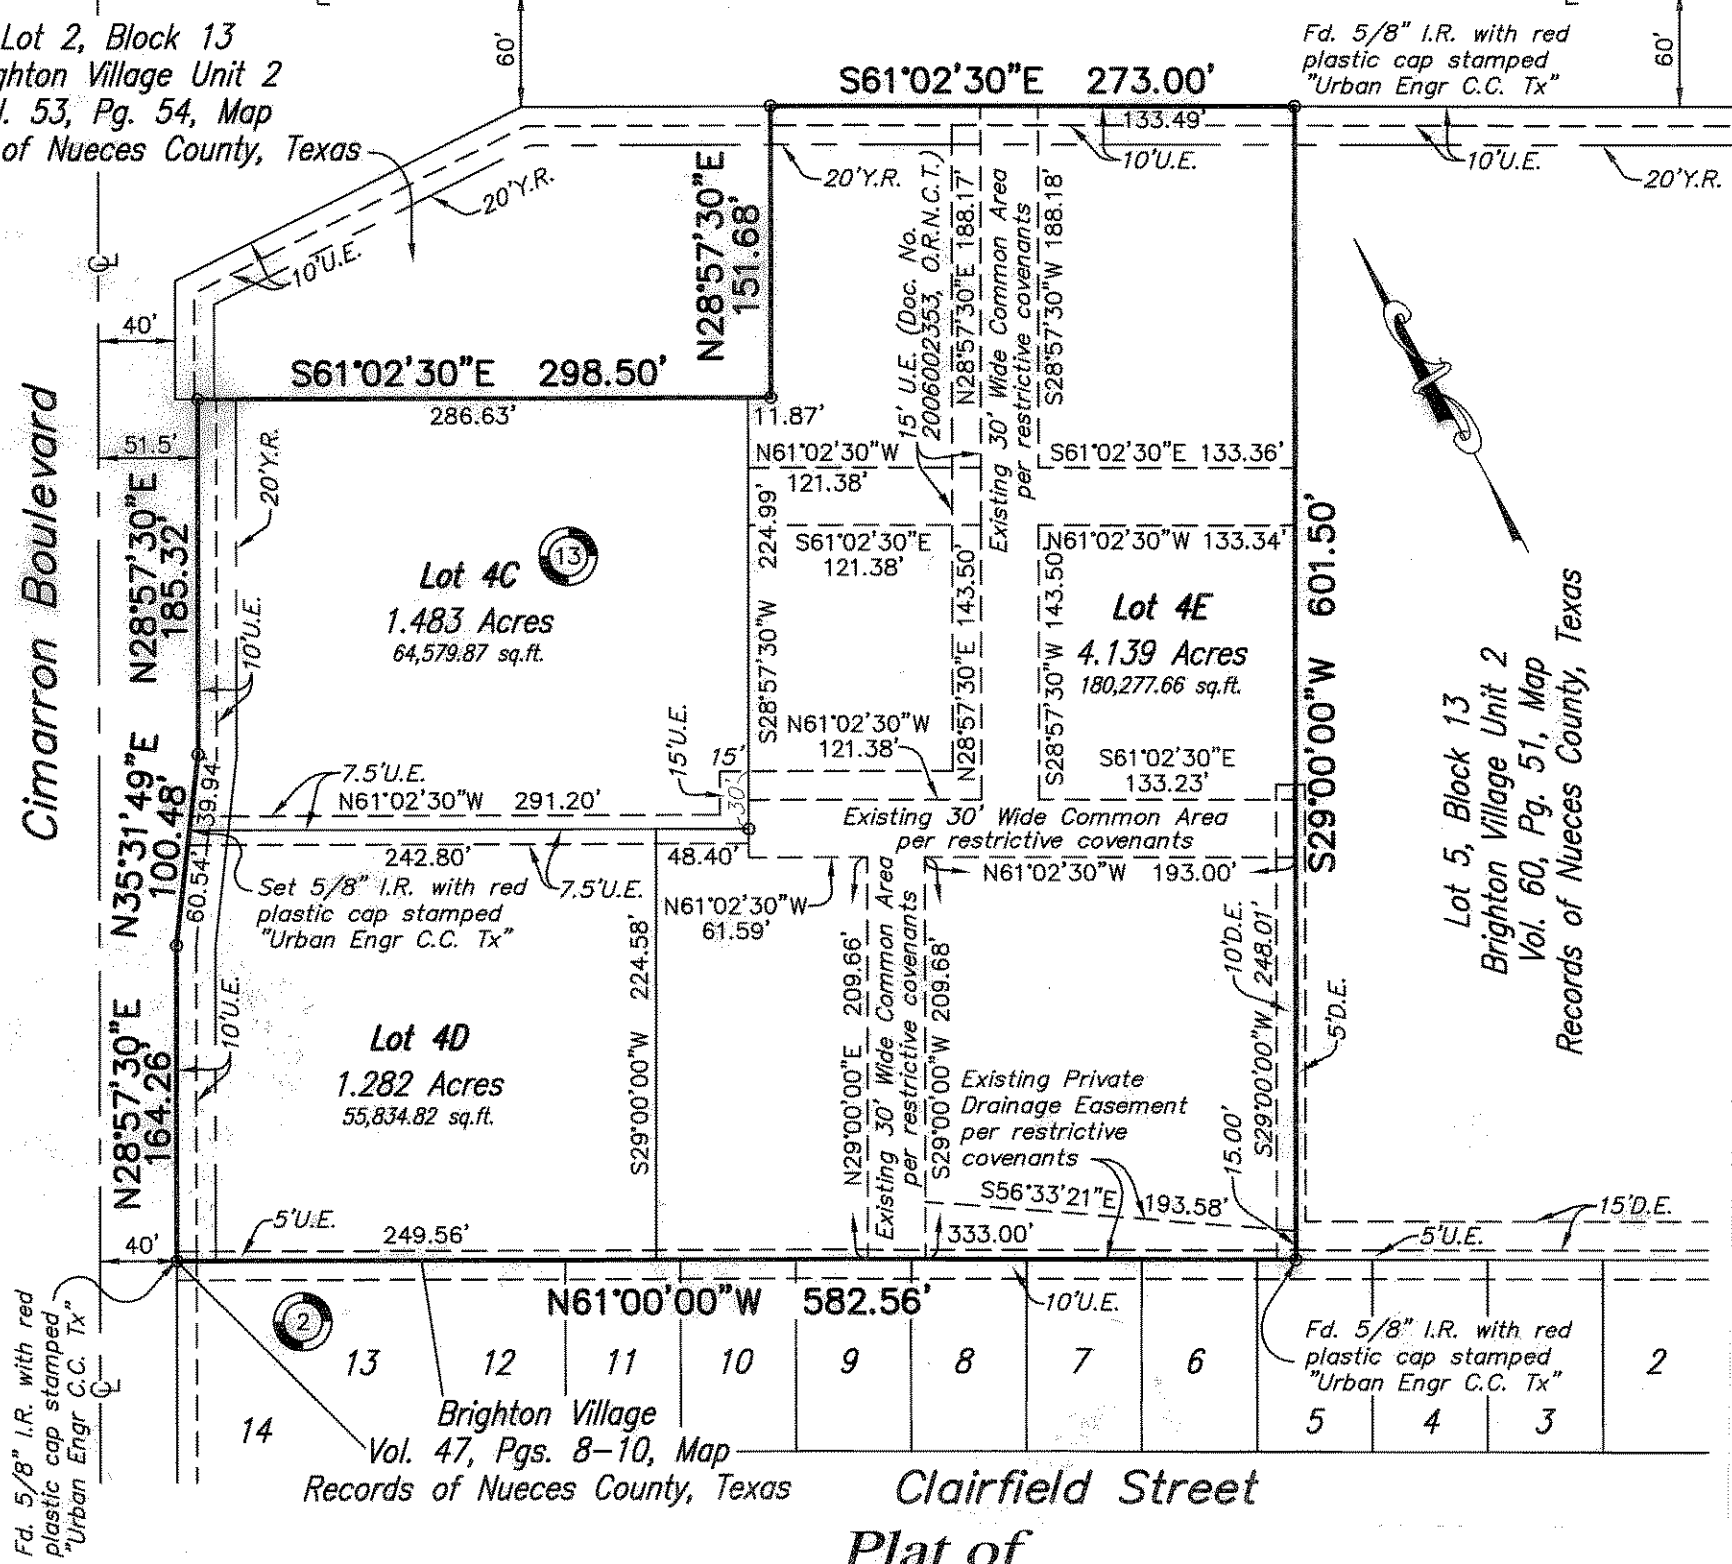 Lot 2, Block 13
ghton Village Unit 2
l. 53, Pg. 54, Map
of Nueces County, Texas
60'
S61°02'30"E 273.00'
Fd. 5/8" I.R. with red
plastic cap stamped
"Urban Engr C.C. Tx"
60'
133.49'
10'U.E.
20'Y.R.
10'U.E.
20'Y.R.
20'Y.R.
10'U.E.
N28°57'30"E
151.68'
15' U.E. (Doc. No.
2006002353, O.R.N.C.T.)
N28°57'30"E 188.17'
Existing 30' Wide Common Area
per restrictive covenants
S28°57'30"W 188.18'
40'
S61°02'30"E 298.50'
286.63'
11.87'
Cimarron Boulevard
51.5'
N28°57'30"E
185.32'
20'Y.R.
N61°02'30"W
121.38'
S61°02'30"E 133.36'
S61°02'30"E
121.38'
N61°02'30"W 133.34'
S28°57'30"W 224.99'
13
Lot 4C
1.483 Acres
64,579.87 sq.ft.
10'U.E.
N28°57'30"E 143.50'
S28°57'30"W 143.50'
Lot 4E
4.139 Acres
180,277.66 sq.ft.
S29°00'00"W 601.50'
Lot 5, Block 13
Brighton Village Unit 2
Vol. 60, Pg. 51, Map
Records of Nueces County, Texas
N61°02'30"W
121.38'
S61°02'30"E
133.23'
15'U.E.
15'
30'
N35°31'49"E
100.48'
39.94'
60.54'
7.5'U.E.
N61°02'30"W 291.20'
Existing 30' Wide Common Area
per restrictive covenants
242.80'
48.40'
7.5'U.E.
Set 5/8" I.R. with red
plastic cap stamped
"Urban Engr C.C. Tx"
N61°02'30"W
61.59'
N61°02'30"W 193.00'
S29°00'00"W 224.58'
N29°00'00"E 209.66'
Existing 30' Wide Common Area
per restrictive covenants
S29°00'00"W 209.68'
10'D.E.
S29°00'00"W 248.01'
5'D.E.
N28°57'30"E
164.26'
10'U.E.
Lot 4D
1.282 Acres
55,834.82 sq.ft.
Existing Private
Drainage Easement
per restrictive
covenants
15.00'
S56°33'21"E 193.58'
15'D.E.
40'
5'U.E.
249.56'
333.00'
5'U.E.
N61°00'00"W 582.56'
10'U.E.
Fd. 5/8" I.R. with red
plastic cap stamped
"Urban Engr C.C. Tx"
2
13
12
11
10
9
8
7
6
Fd. 5/8" I.R. with red
plastic cap stamped
"Urban Engr C.C. Tx"
2
14
5
4
3
Brighton Village
Vol. 47, Pgs. 8-10, Map
Records of Nueces County, Texas
Clairfield Street
Plat of